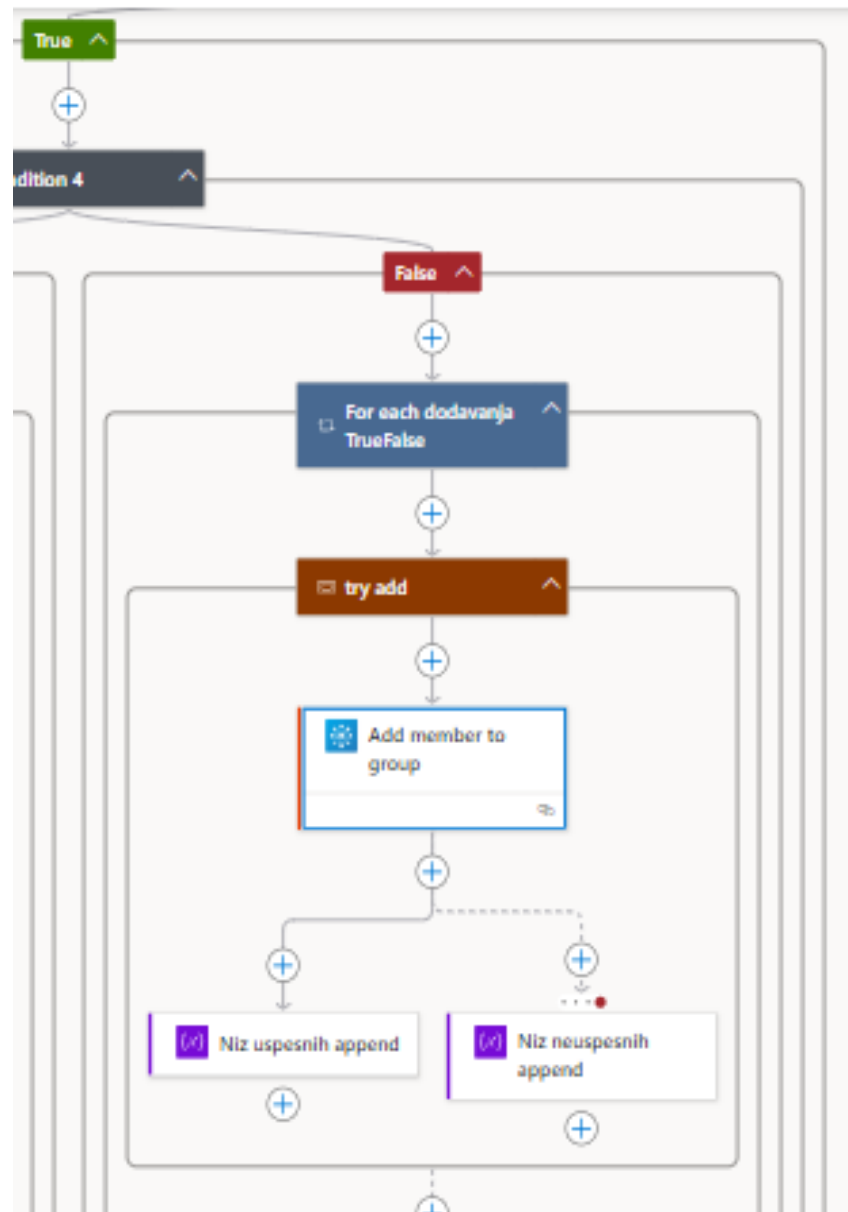 True
dition 4
False
For each dodavanja
TrueFalse
try add
Add member to
group
Niz uspesnih append
Niz neuspesnih
append